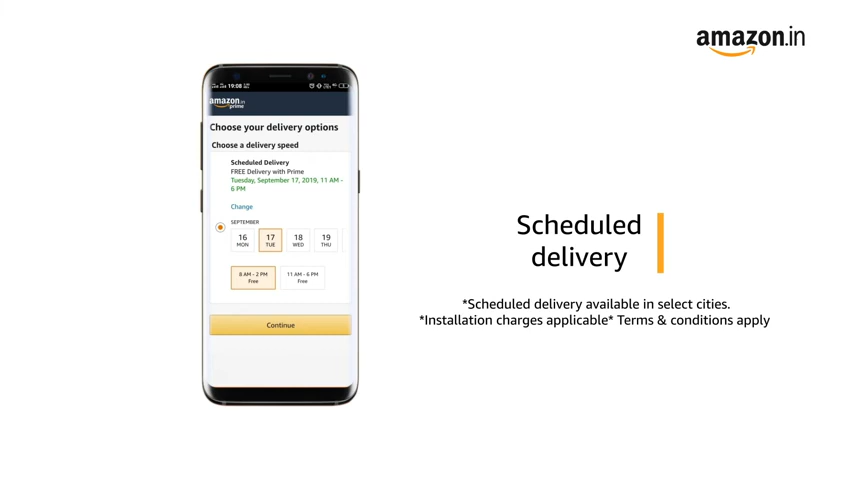 amazon.in
19:08
amazon.in
prime
Choose your delivery options
Choose a delivery speed
Scheduled Delivery
FREE Delivery with Prime
Tuesday, September 17, 2019, 11 AM -
6 PM
Change
SEPTEMBER
16 17 18 19
MON TUE WED THU
8 AM - 2 PM 11 AM - 6 PM
Free Free
Continue
Scheduled
delivery
*Scheduled delivery available in select cities.
*Installation charges applicable* Terms & conditions apply